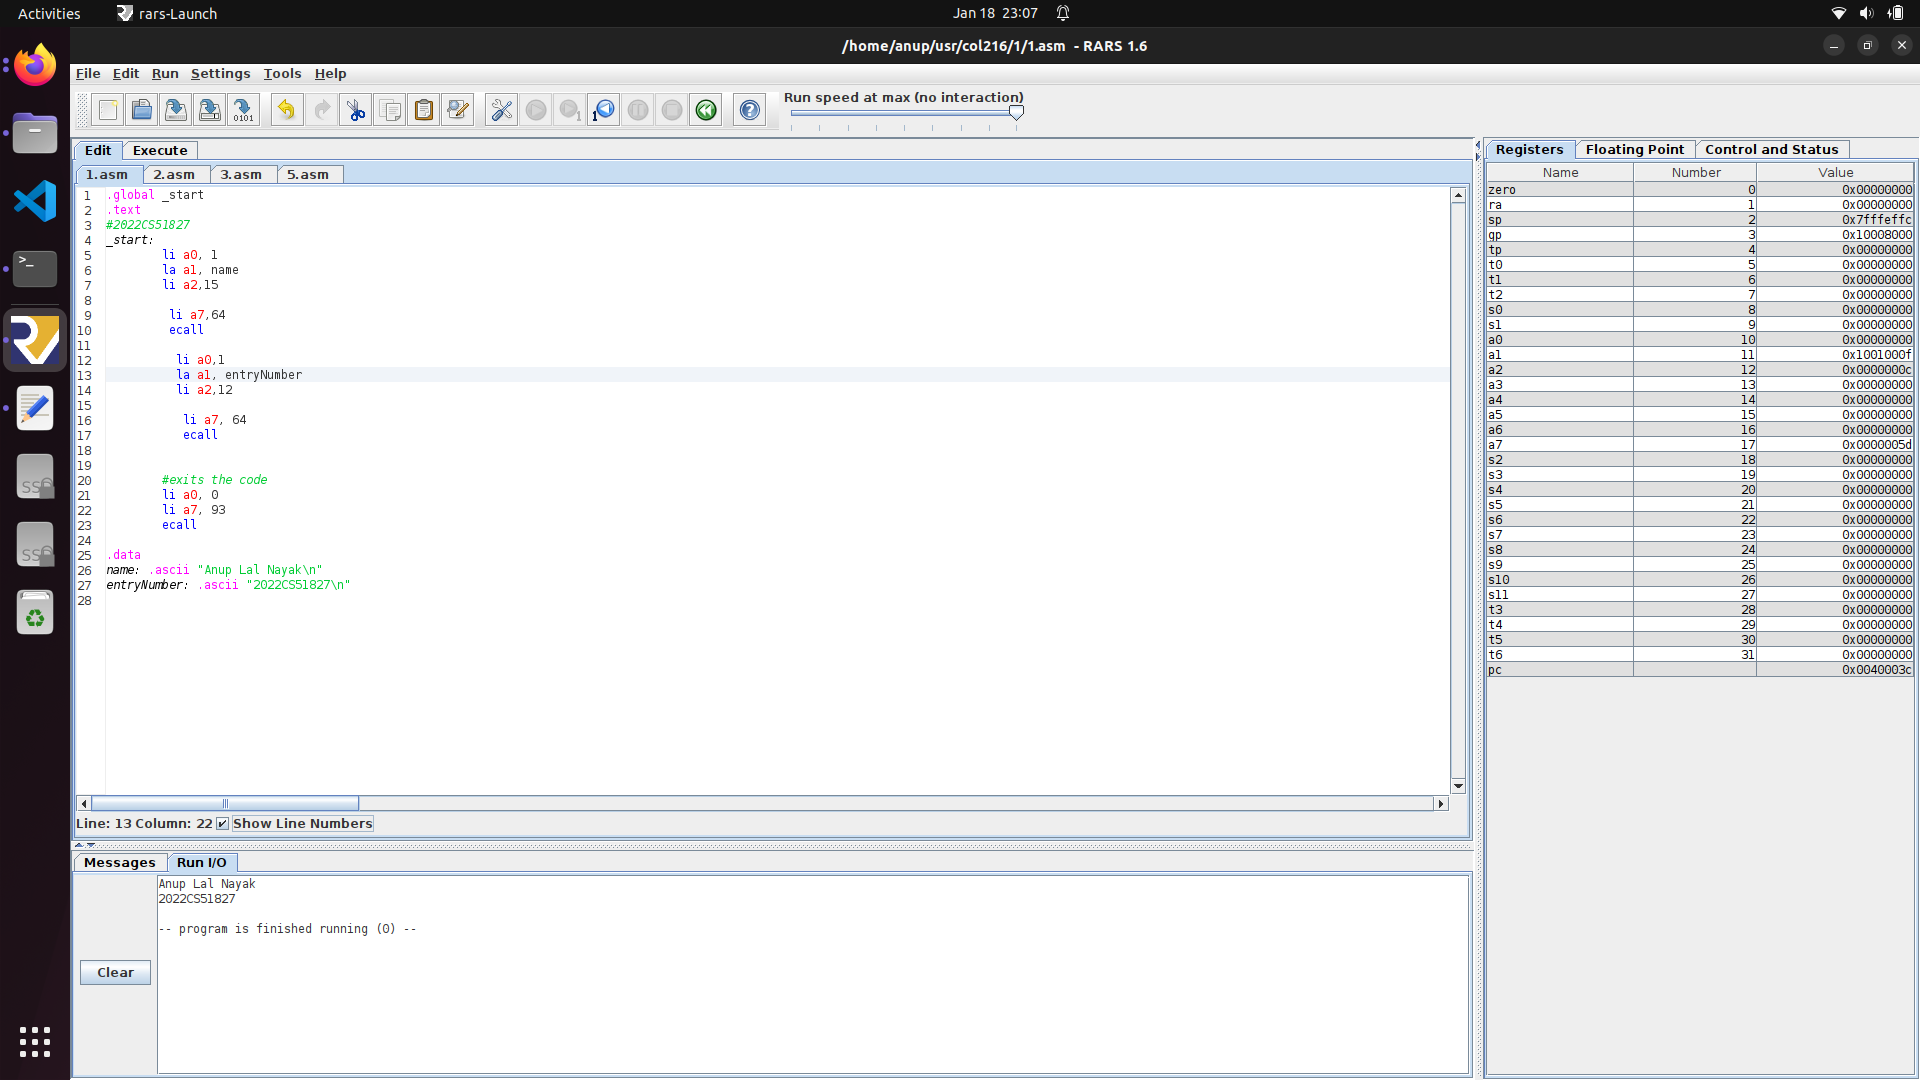 Activities rars-Launch Jan 18 23:07
/home/anup/usr/col216/1/1.asm - RARS 1.6
File Edit Run Settings Tools Help
Run speed at max (no interaction)
0101
1
1
Edit Execute
1.asm 2.asm 3.asm 5.asm
1 .global _start
2 .text
3 #2022CS51827
4 _start:
5 li a0, 1
6 la a1, name
7 li a2,15
8
9 li a7,64
10 ecall
11
12 li a0,1
13 la a1, entryNumber
14 li a2,12
15
16 li a7, 64
17 ecall
18
19
20 #exits the code
21 li a0, 0
22 li a7, 93
23 ecall
24
25 .data
26 name: .ascii "Anup Lal Nayak\n"
27 entryNumber: .ascii "2022CS51827\n"
28
Line: 13 Column: 22 Show Line Numbers
Messages Run I/O
Anup Lal Nayak
2022CS51827
-- program is finished running (0) --
Clear
Registers Floating Point Control and Status
Name Number Value
zero 0 0x00000000
ra 1 0x00000000
sp 2 0x7fffeffc
gp 3 0x10008000
tp 4 0x00000000
t0 5 0x00000000
t1 6 0x00000000
t2 7 0x00000000
s0 8 0x00000000
s1 9 0x00000000
a0 10 0x00000000
a1 11 0x1001000f
a2 12 0x0000000c
a3 13 0x00000000
a4 14 0x00000000
a5 15 0x00000000
a6 16 0x00000000
a7 17 0x0000005d
s2 18 0x00000000
s3 19 0x00000000
s4 20 0x00000000
s5 21 0x00000000
s6 22 0x00000000
s7 23 0x00000000
s8 24 0x00000000
s9 25 0x00000000
s10 26 0x00000000
s11 27 0x00000000
t3 28 0x00000000
t4 29 0x00000000
t5 30 0x00000000
t6 31 0x00000000
pc 0x0040003c